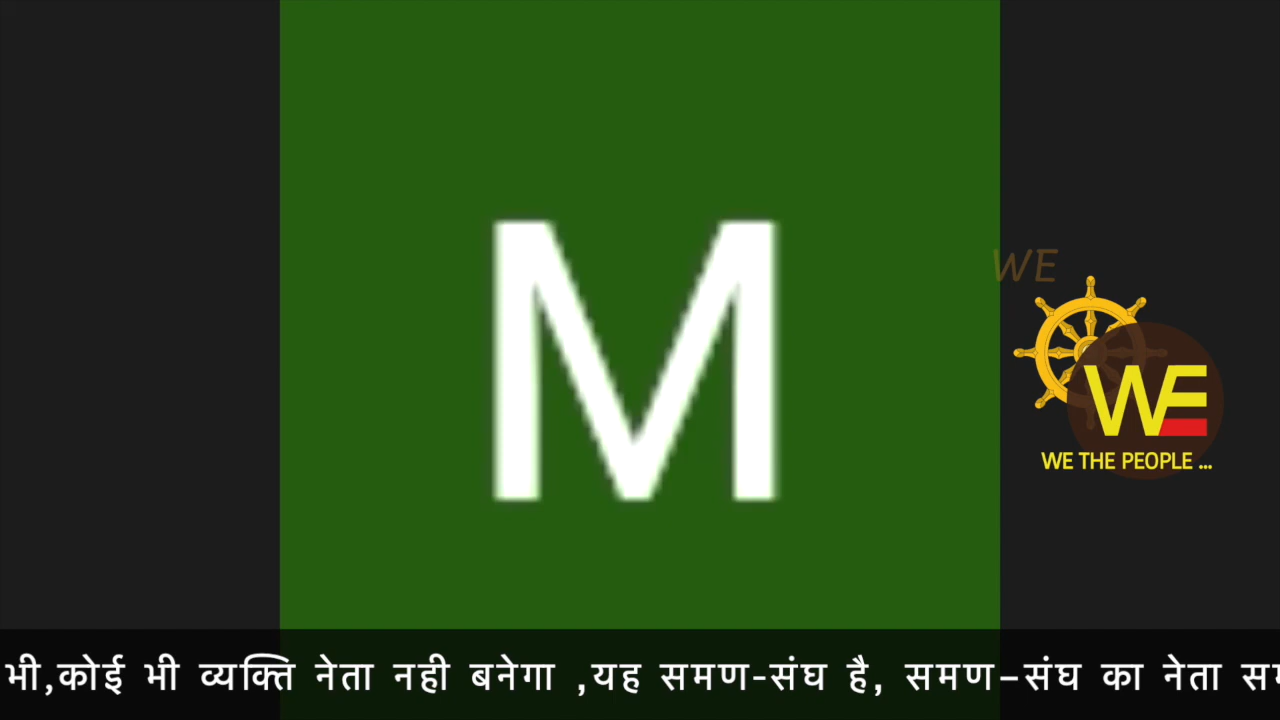 M
WE
WE
WE THE PEOPLE ...
भी,कोई भी व्यक्ति नेता नही बनेगा ,यह समण-संघ है, समण–संघ का नेता